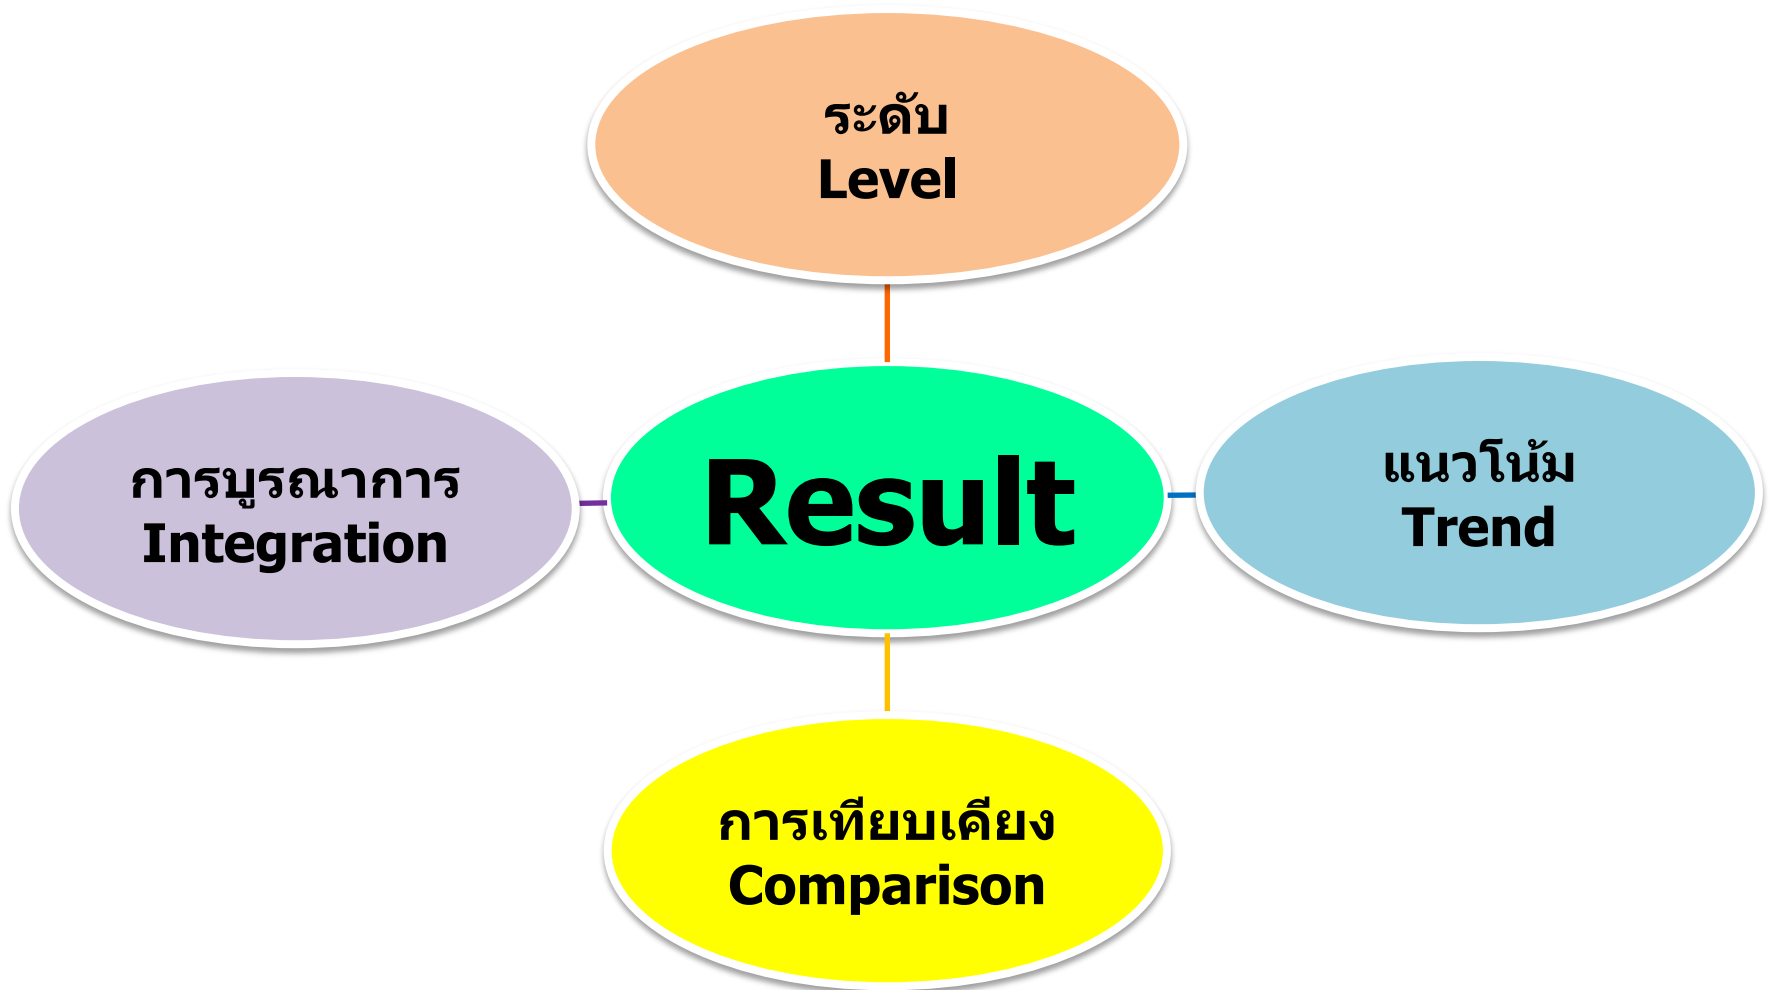 ระดับ
Level
การบูรณาการ
Integration
Result
แนวโน้ม
Trend
การเทียบเคียง
Comparison